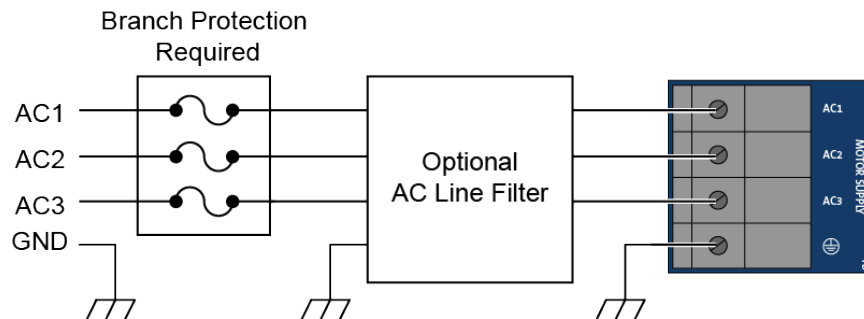 Branch Protection
Required
AC1
AC2
AC3
GND
Optional
AC Line Filter
AC1
AC2
AC3
MOTOR SUPPLY